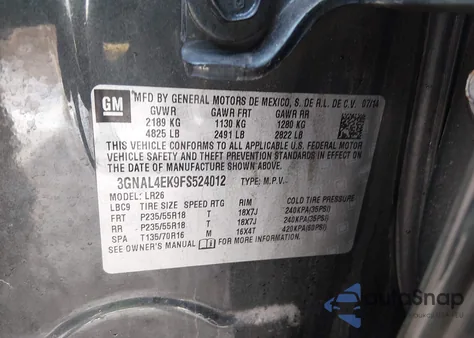 GM
MFD BY GENERAL MOTORS DE MEXICO, S. DE R.L. DE C.V. 07/14
GVWR GAWR FRT GAWR RR
2189 KG 1130 KG 1280 KG
4825 LB 2491 LB 2822 LB
THIS VEHICLE CONFORMS TO ALL APPLICABLE U.S. FEDERAL MOTOR
VEHICLE SAFETY AND THEFT PREVENTION STANDARDS IN EFFECT ON
THE DATE OF MANUFACTURE SHOWN ABOVE.
3GNAL4EK9FS524012 TYPE: M.P.V.
MODEL: LR26
LBC9 TIRE SIZE SPEED RTG RIM COLD TIRE PRESSURE
FRT P235/55R18 T 18X7J 240KPA(35PSI)
RR P235/55R18 T 18X7J 240KPA(35PSI)
SPA T135/70R16 M 16X4T 420KPA(60PSI)
SEE OWNER'S MANUAL FOR MORE INFORMATION.
AutoSnap